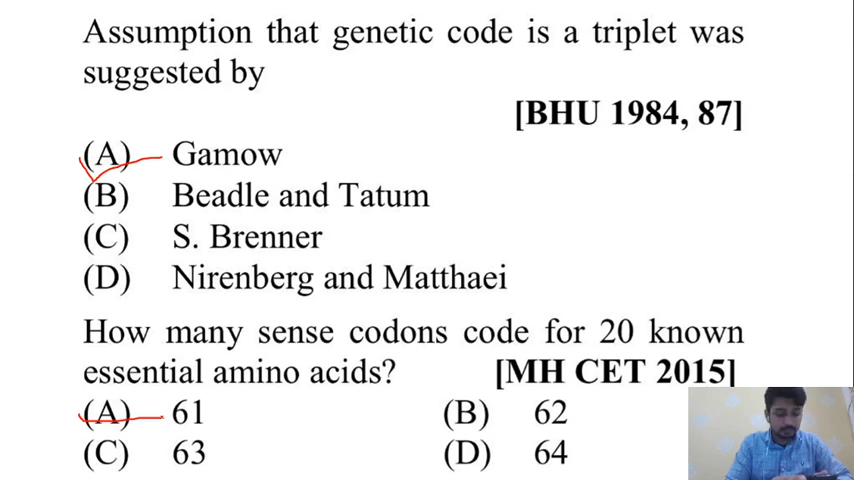 Assumption that genetic code is a triplet was
suggested by
[BHU 1984, 87]
(A) Gamow
(B) Beadle and Tatum
(C) S. Brenner
(D) Nirenberg and Matthaei
How many sense codons code for 20 known
essential amino acids? [MH CET 2015]
(A) 61 (B) 62
(C) 63 (D) 64